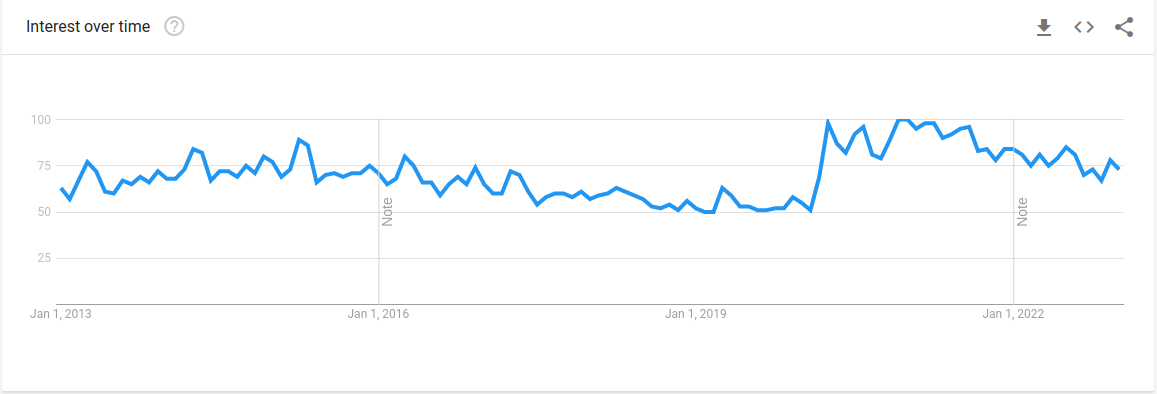 Interest over time ?
100
75
50
25
Note
Note
Jan 1, 2013 Jan 1, 2016 Jan 1, 2019 Jan 1, 2022